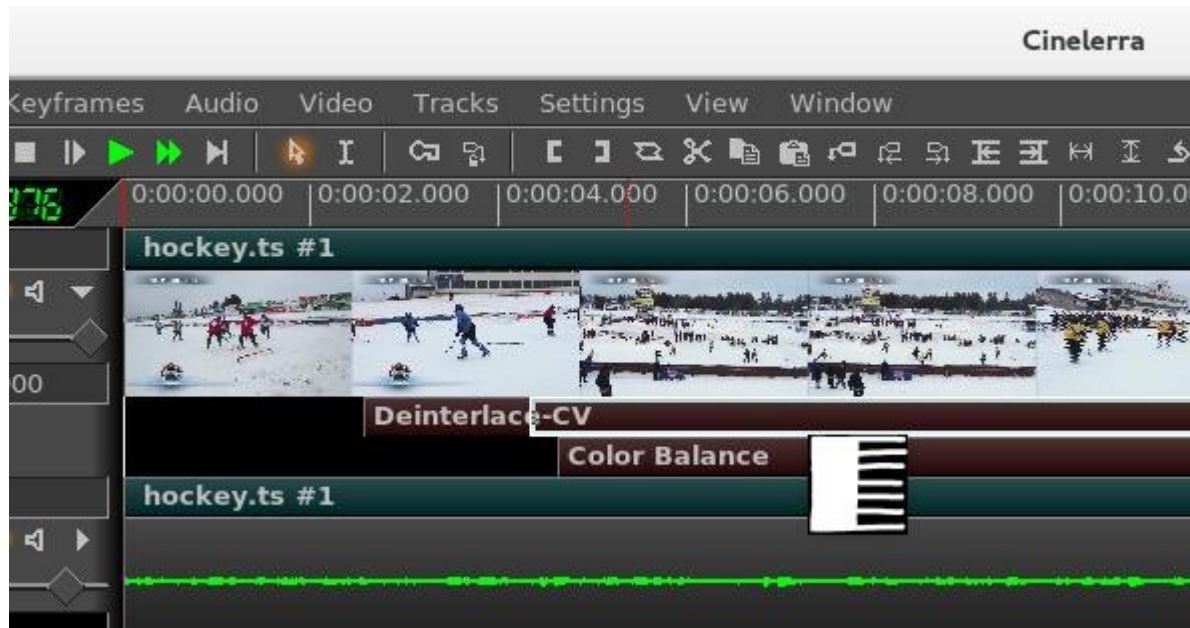 Cinelerra
Keyframes Audio Video Tracks Settings View Window
376 0:00:00.000 0:00:02.000 0:00:04.000 0:00:06.000 0:00:08.000 0:00:10.0
hockey.ts #1
00
Deinterlace-CV
Color Balance
hockey.ts #1